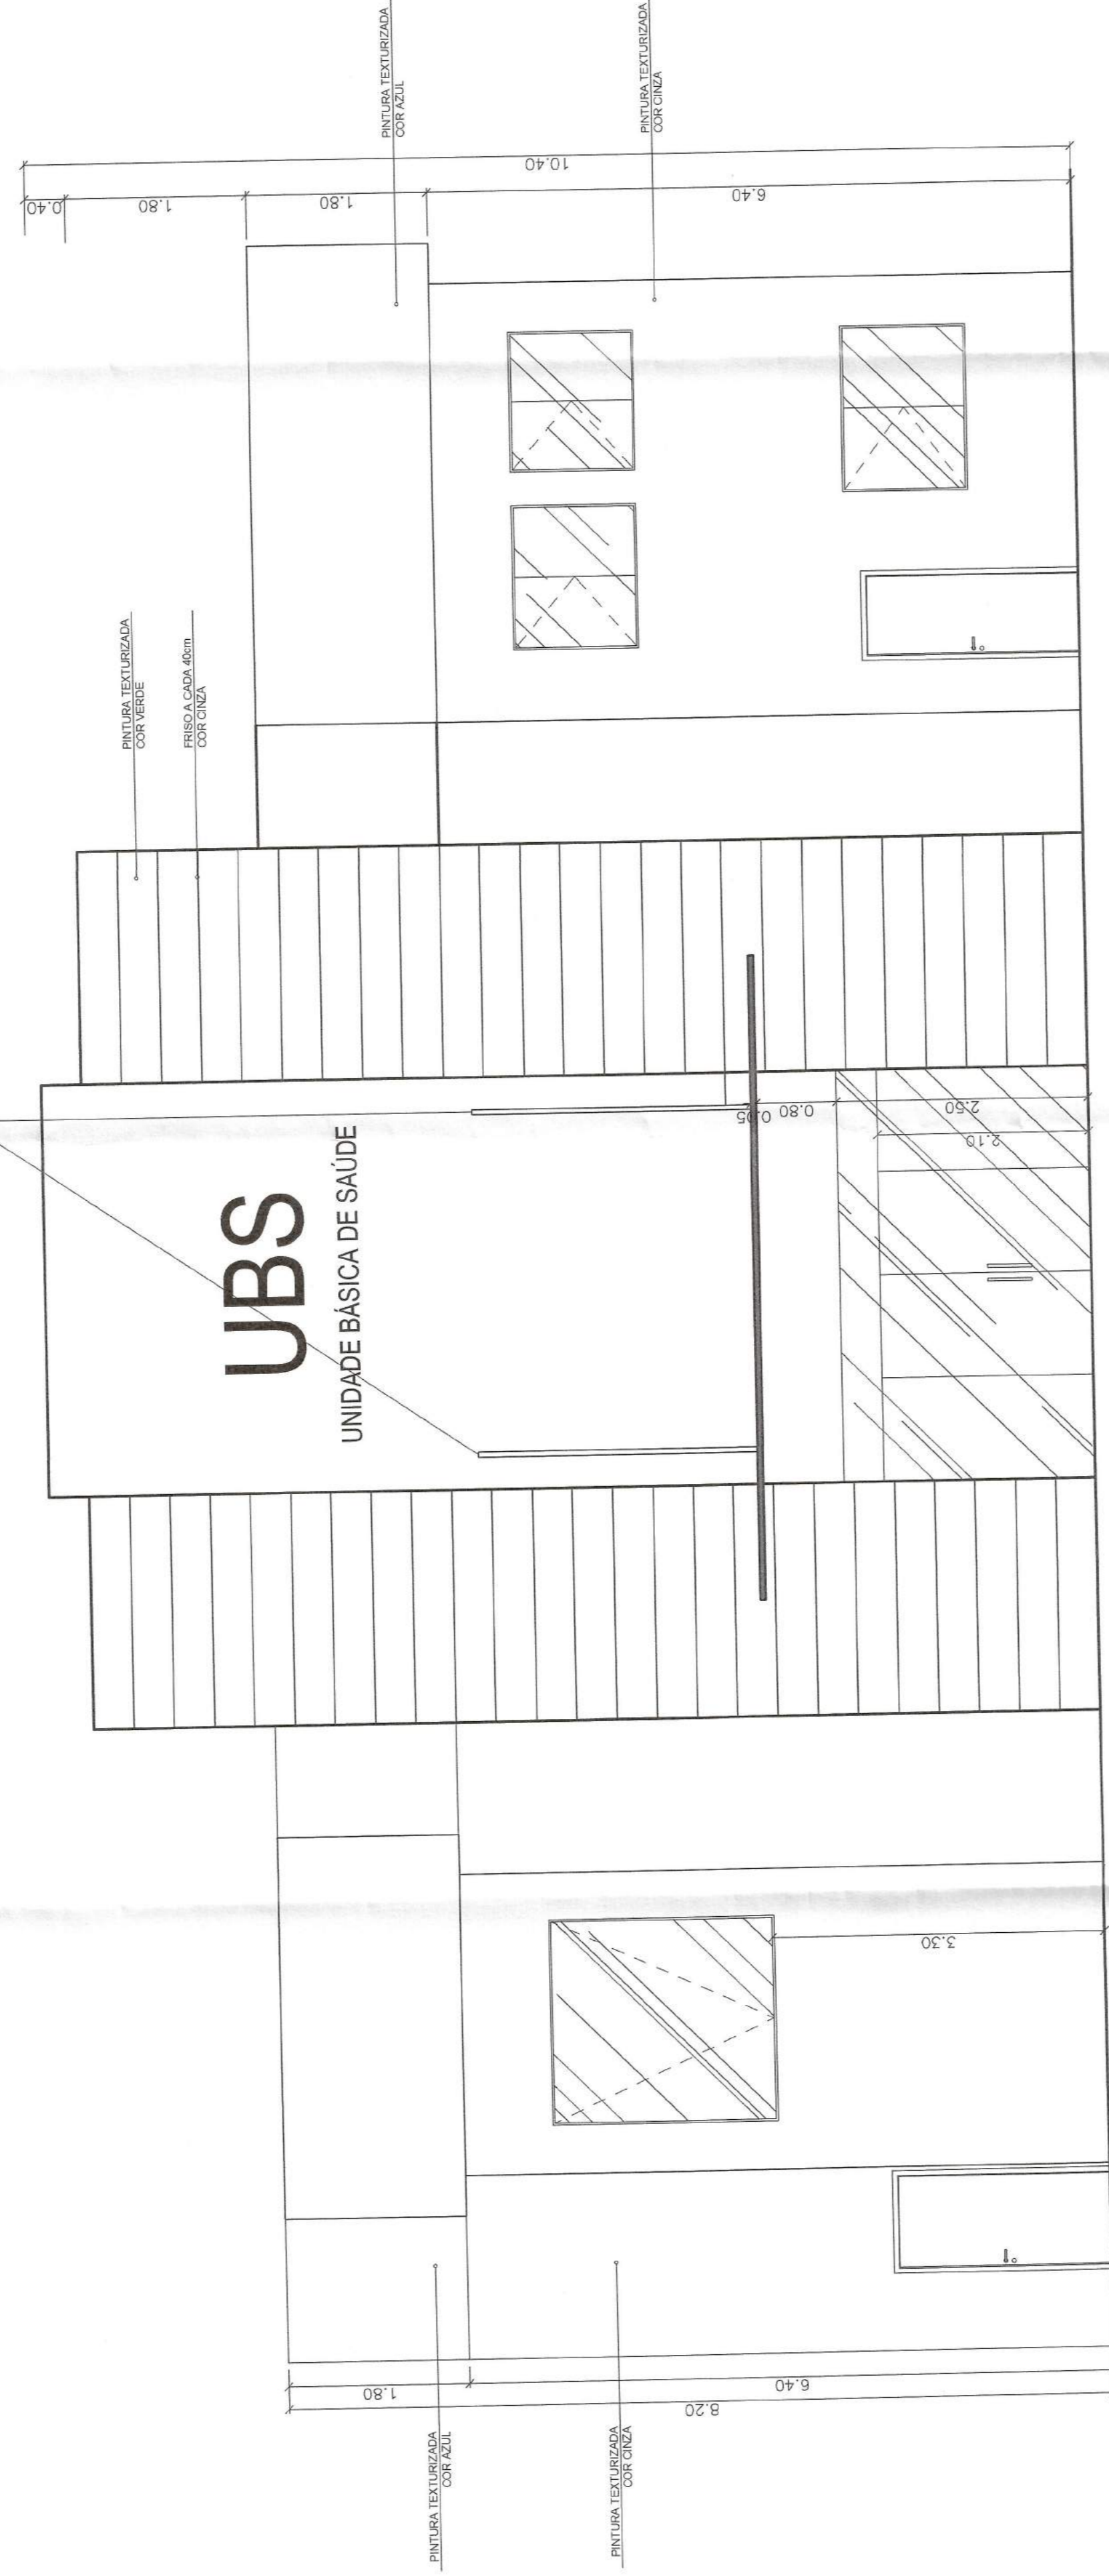 PINTURA TEXTURIZADA
COR AZUL
PINTURA TEXTURIZADA
COR CINZA
1.80
6.40
8.20
3.30
UBS
UNIDADE BÁSICA DE SAÚDE
0.05
0.80
2.50
2.10
PINTURA TEXTURIZADA
COR VERDE
FRISO A CADA 40cm
COR CINZA
0.40
1.80
1.80
6.40
10.40
PINTURA TEXTURIZADA
COR AZUL
PINTURA TEXTURIZADA
COR CINZA